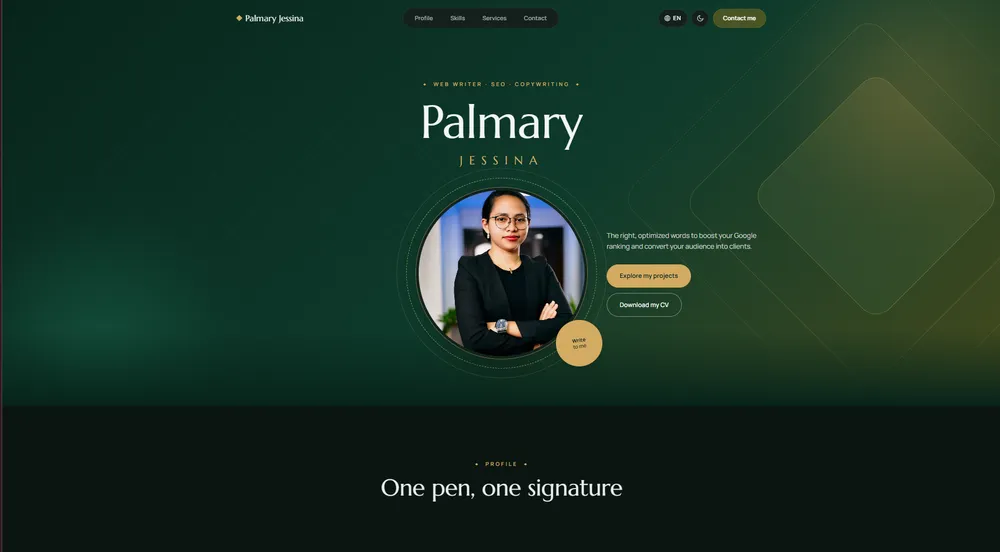 Palmary Jessina
Profile
Skills
Services
Contact
EN
Contact me
WEB WRITER · SEO · COPYWRITING
Palmary
JESSINA
The right, optimized words to boost your Google
ranking and convert your audience into clients.
Explore my projects
Download my CV
Write
to me
PROFILE
One pen, one signature